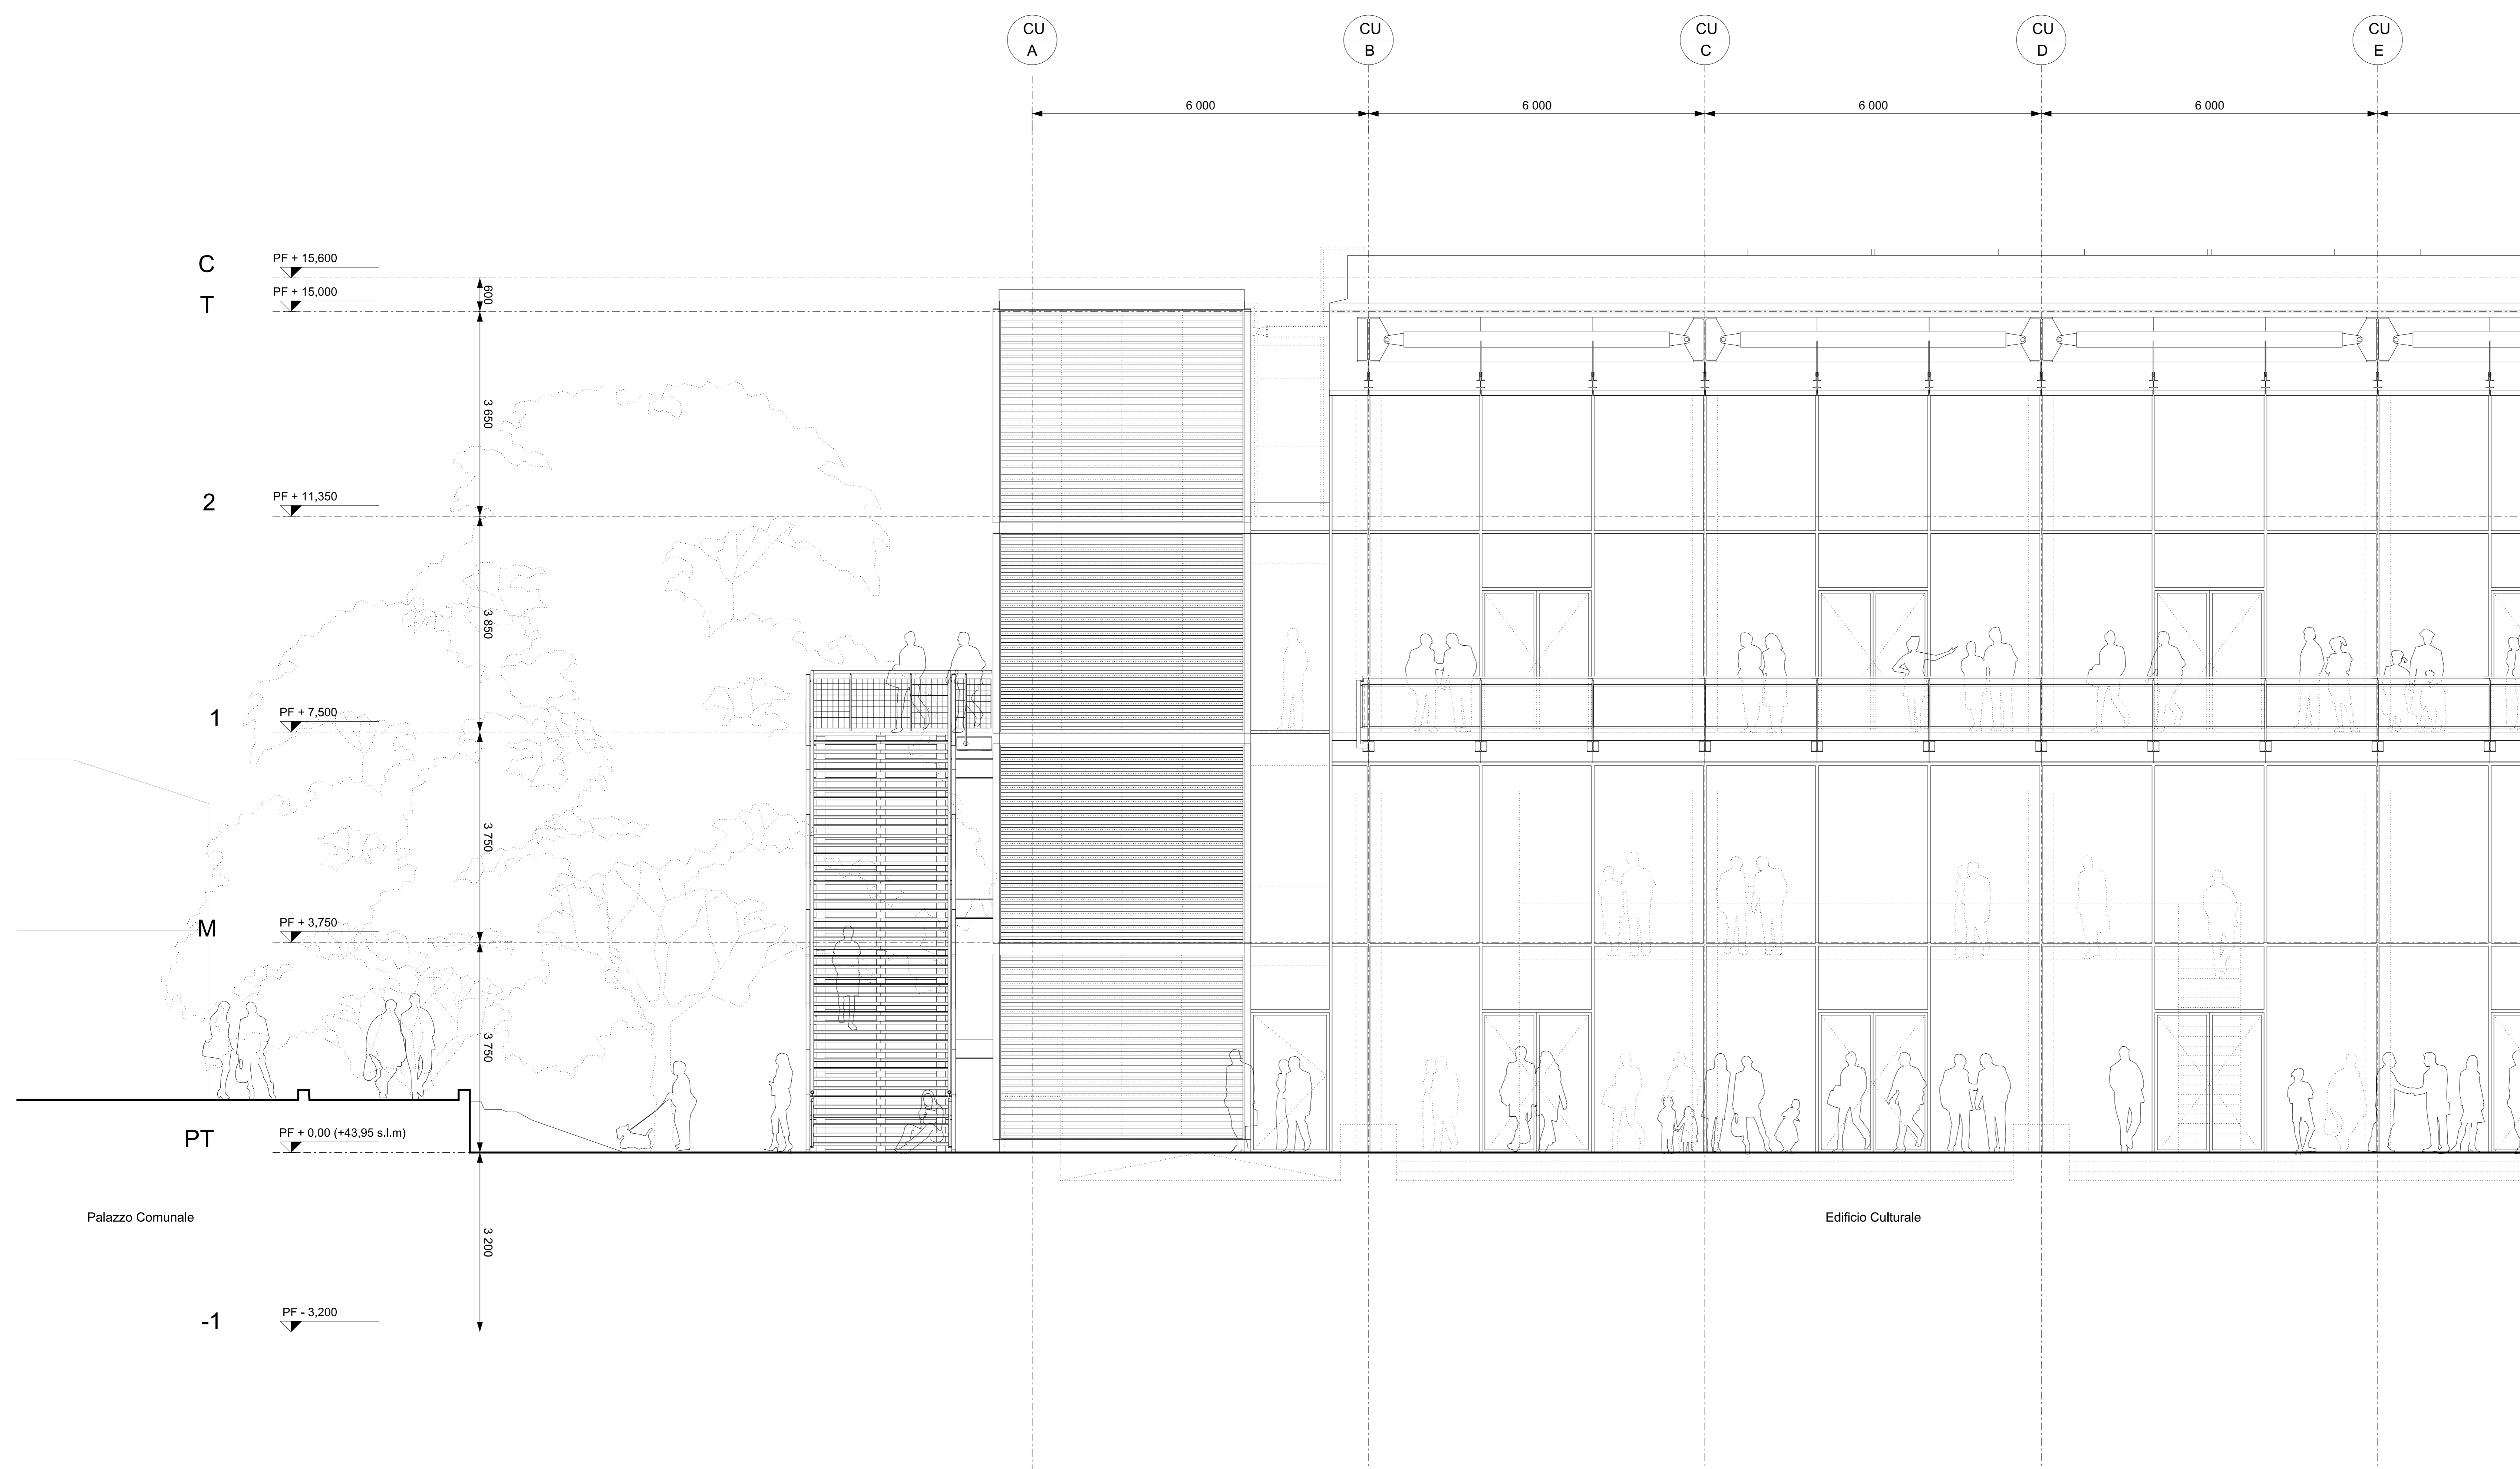 CU
A
CU
B
CU
C
CU
D
CU
E
6 000
6 000
6 000
6 000
C
PF + 15,600
600
T
PF + 15,000
3 650
2
PF + 11,350
3 850
1
PF + 7,500
3 750
M
PF + 3,750
3 750
PT
PF + 0,00 (+43,95 s.l.m)
Palazzo Comunale
Edificio Culturale
3 200
-1
PF - 3,200